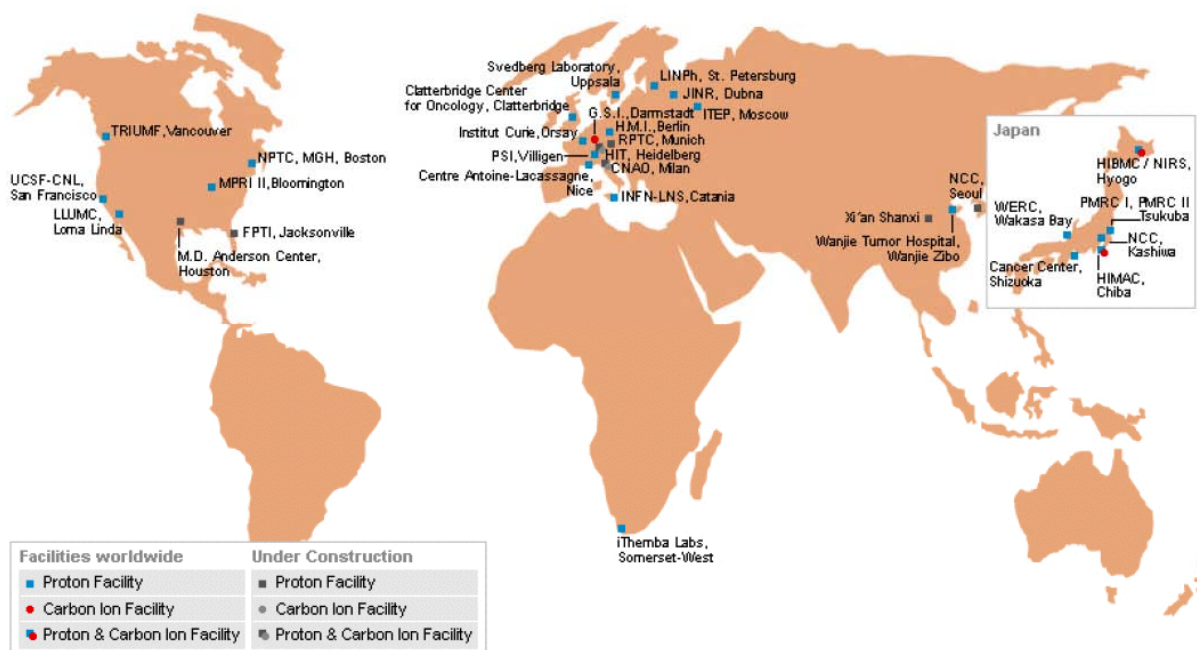 TRIUMF,Vancouver
NPTC, MGH, Boston
UCSF-CNL,
San Francisco
MPRI II,Bloomington
LLUMC,
Loma Linda
FPTI, Jacksonville
M.D. Anderson Center,
Houston
Svedberg Laboratory,
Uppsala
LINPh, St. Petersburg
Clatterbridge Center
for Oncology, Clatterbridge
JINR, Dubna
G.S.I., Darmstadt
ITEP, Moscow
H.M.I., Berlin
Institut Curie,Orsay
RPTC, Munich
PSI,Villigen
HIT, Heidelberg
CNAO, Milan
Centre Antoine-Lacassagne,
Nice
INFN-LNS,Catania
iThemba Labs,
Somerset-West
Xi'an Shanxi
NCC,
Seoul
Wanjie Tumor Hospital,
Wanjie Zibo
Japan
HIBMC / NIRS,
Hyogo
PMRC I, PMRC II
Tsukuba
WERC,
Wakasa Bay
NCC,
Kashiwa
Cancer Center,
Shizuoka
HIMAC,
Chiba
Facilities worldwide
Proton Facility
Carbon Ion Facility
Proton & Carbon Ion Facility
Under Construction
Proton Facility
Carbon Ion Facility
Proton & Carbon Ion Facility